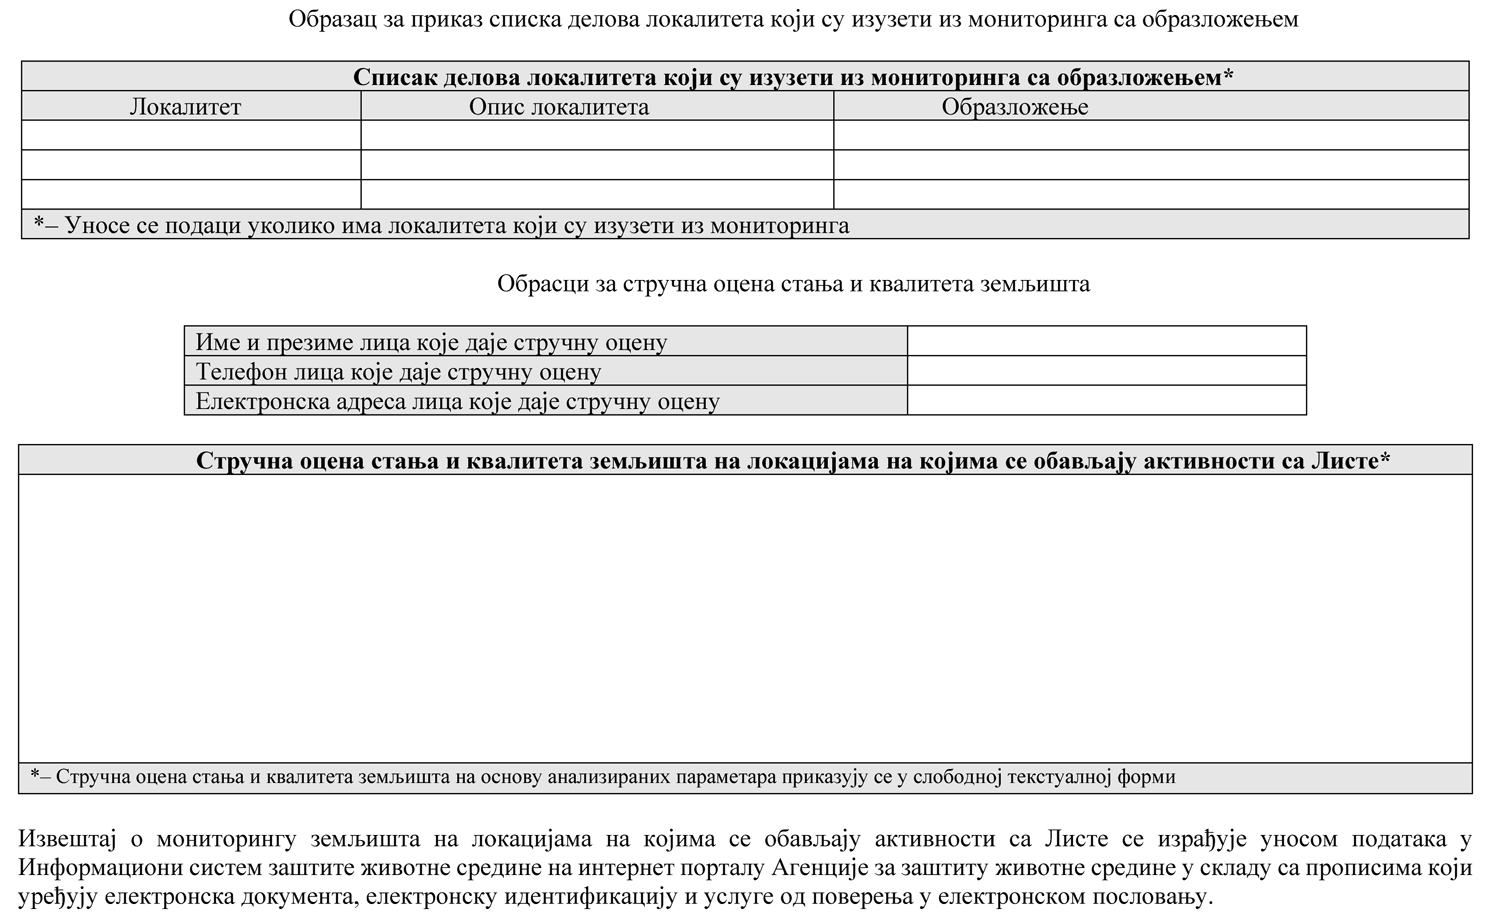 Образац за приказ списка делова локалитета који су изузети из мониторинга са образложењем
Списак делова локалитета који су изузети из мониторинга са образложењем*
Локалитет Опис локалитета Образложење
*– Уносе се подаци уколико има локалитета који су изузети из мониторинга
Обрасци за стручна оцена стања и квалитета земљишта
Име и презиме лица које даје стручну оцену
Телефон лица које даје стручну оцену
Електронска адреса лица које даје стручну оцену
Стручна оцена стања и квалитета земљишта на локацијама на којима се обављају активности са Листе*
*– Стручна оцена стања и квалитета земљишта на основу анализираних параметара приказују се у слободној текстуалној форми
Извештај о мониторингу земљишта на локацијама на којима се обављају активности са Листе се израђује уносом података у
Информациони систем заштите животне средине на интернет порталу Агенције за заштиту животне средине у складу са прописима који
уређују електронска документа, електронску идентификацију и услуге од поверења у електронском пословању.